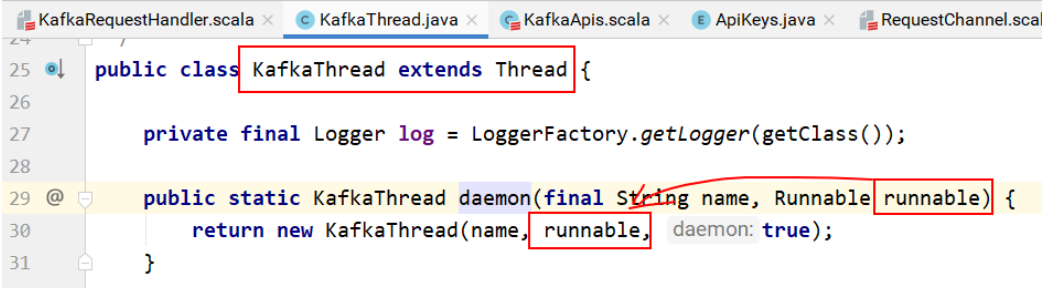 KafkaRequestHandler.scala × KafkaThread.java × KafkaApis.scala × ApiKeys.java × RequestChannel.scal
24 */
25 public class KafkaThread extends Thread {
26
27 private final Logger log = LoggerFactory.getLogger(getClass());
28
29 @ public static KafkaThread daemon(final String name, Runnable runnable) {
30 return new KafkaThread(name, runnable, daemon: true);
31 }